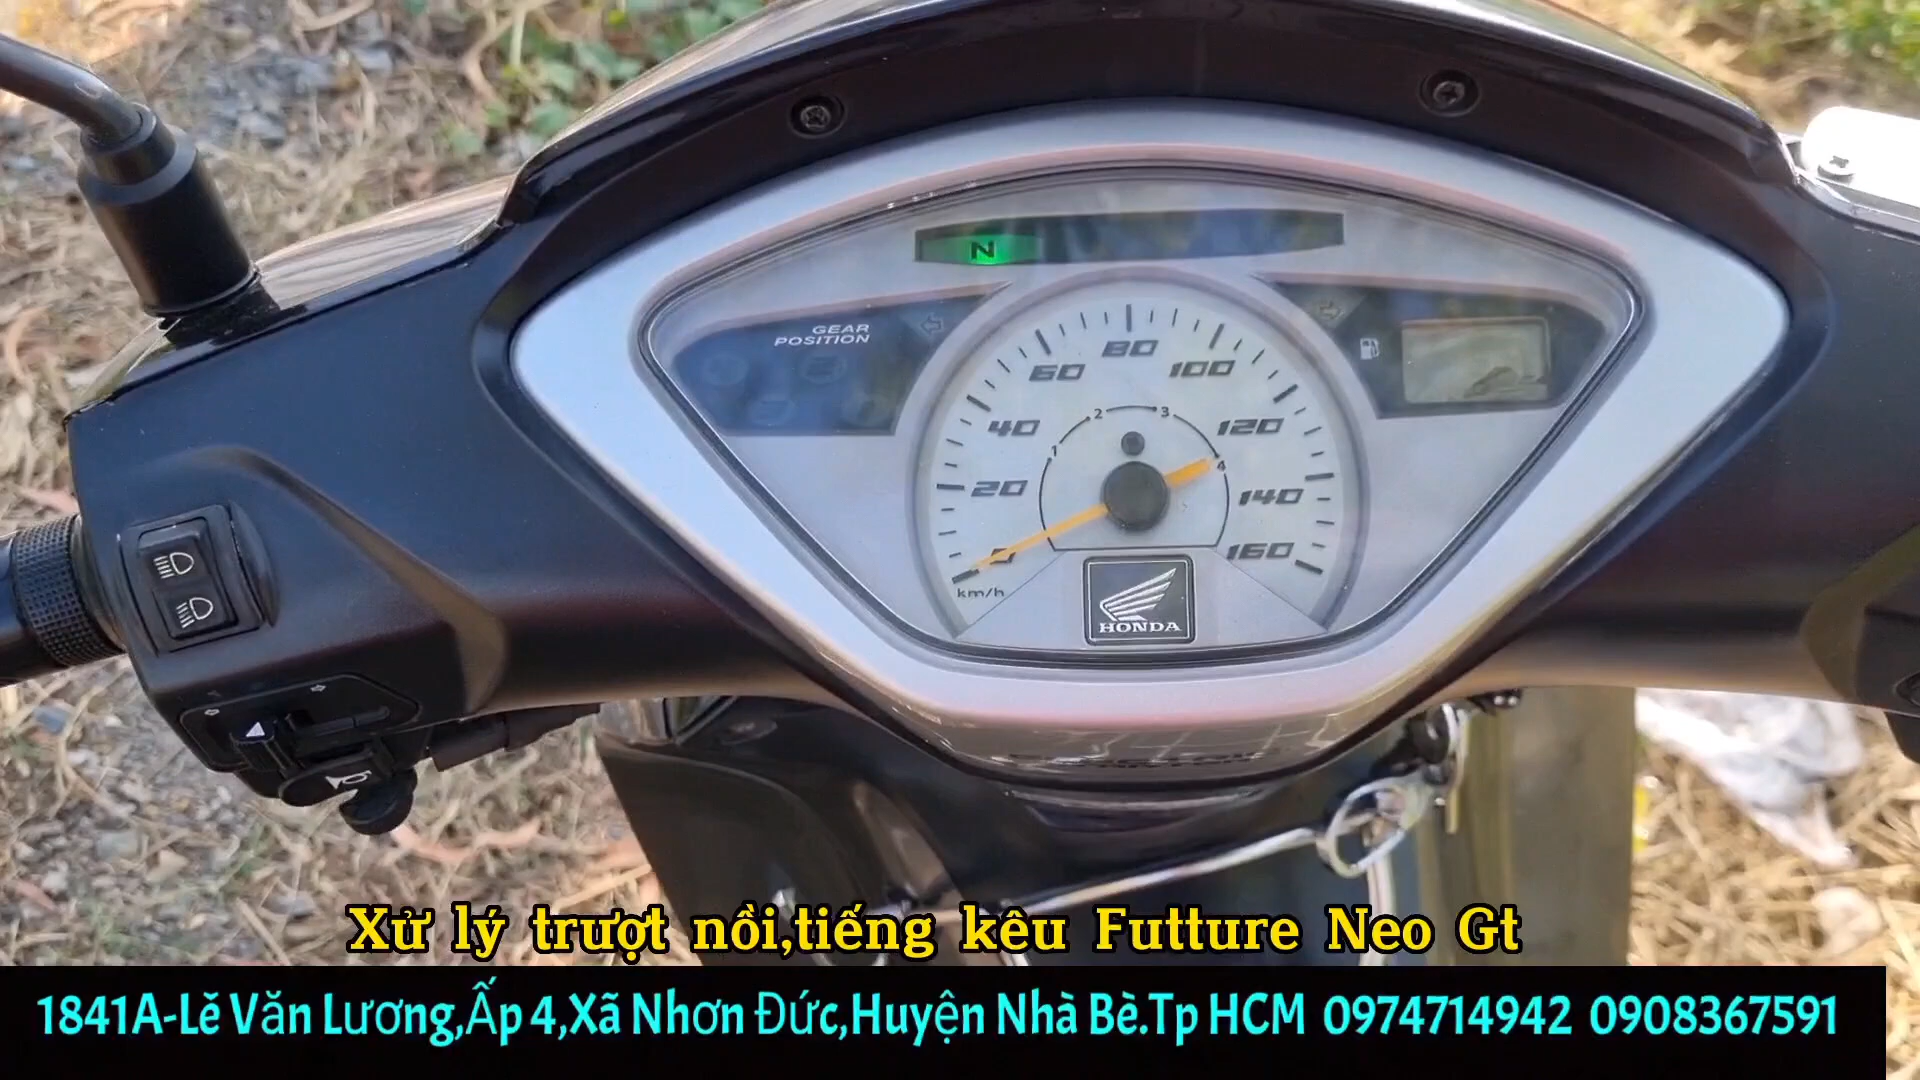 N
GEAR
POSITION
20
40
60
80
100
120
140
160
1
2
3
4
km/h
HONDA
Xử lý trượt nồi,tiếng kêu Futture Neo Gt
1841A-Lê Văn Lương,Ấp 4,Xã Nhơn Đức,Huyện Nhà Bè.Tp HCM 0974714942 0908367591